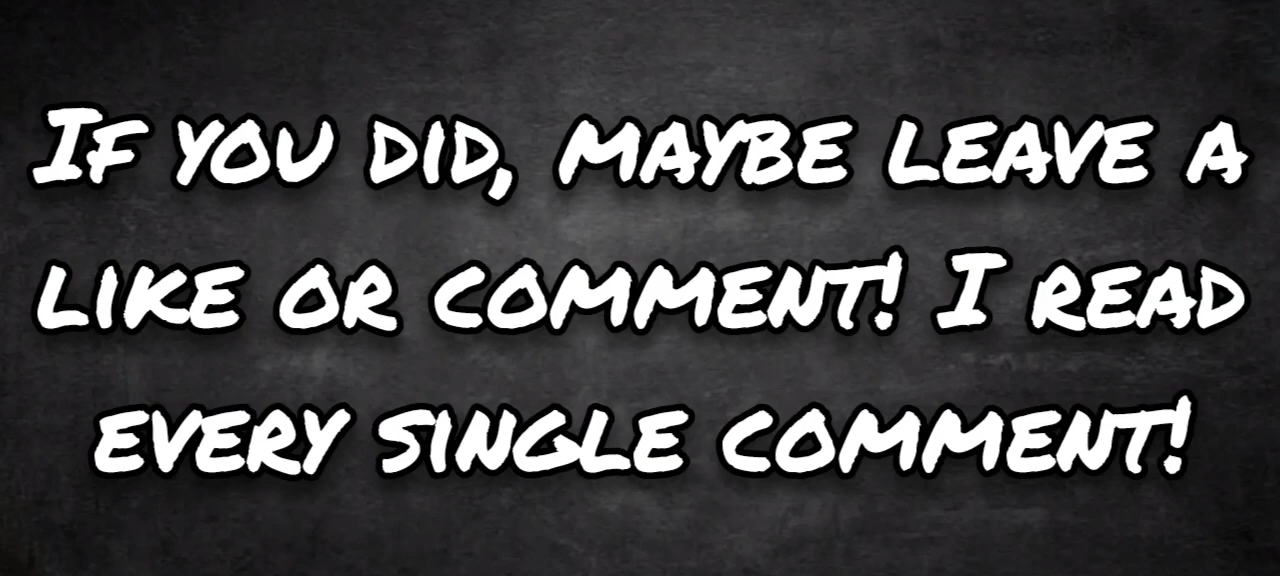 If you did, maybe leave a
like or comment! I read
every single comment!